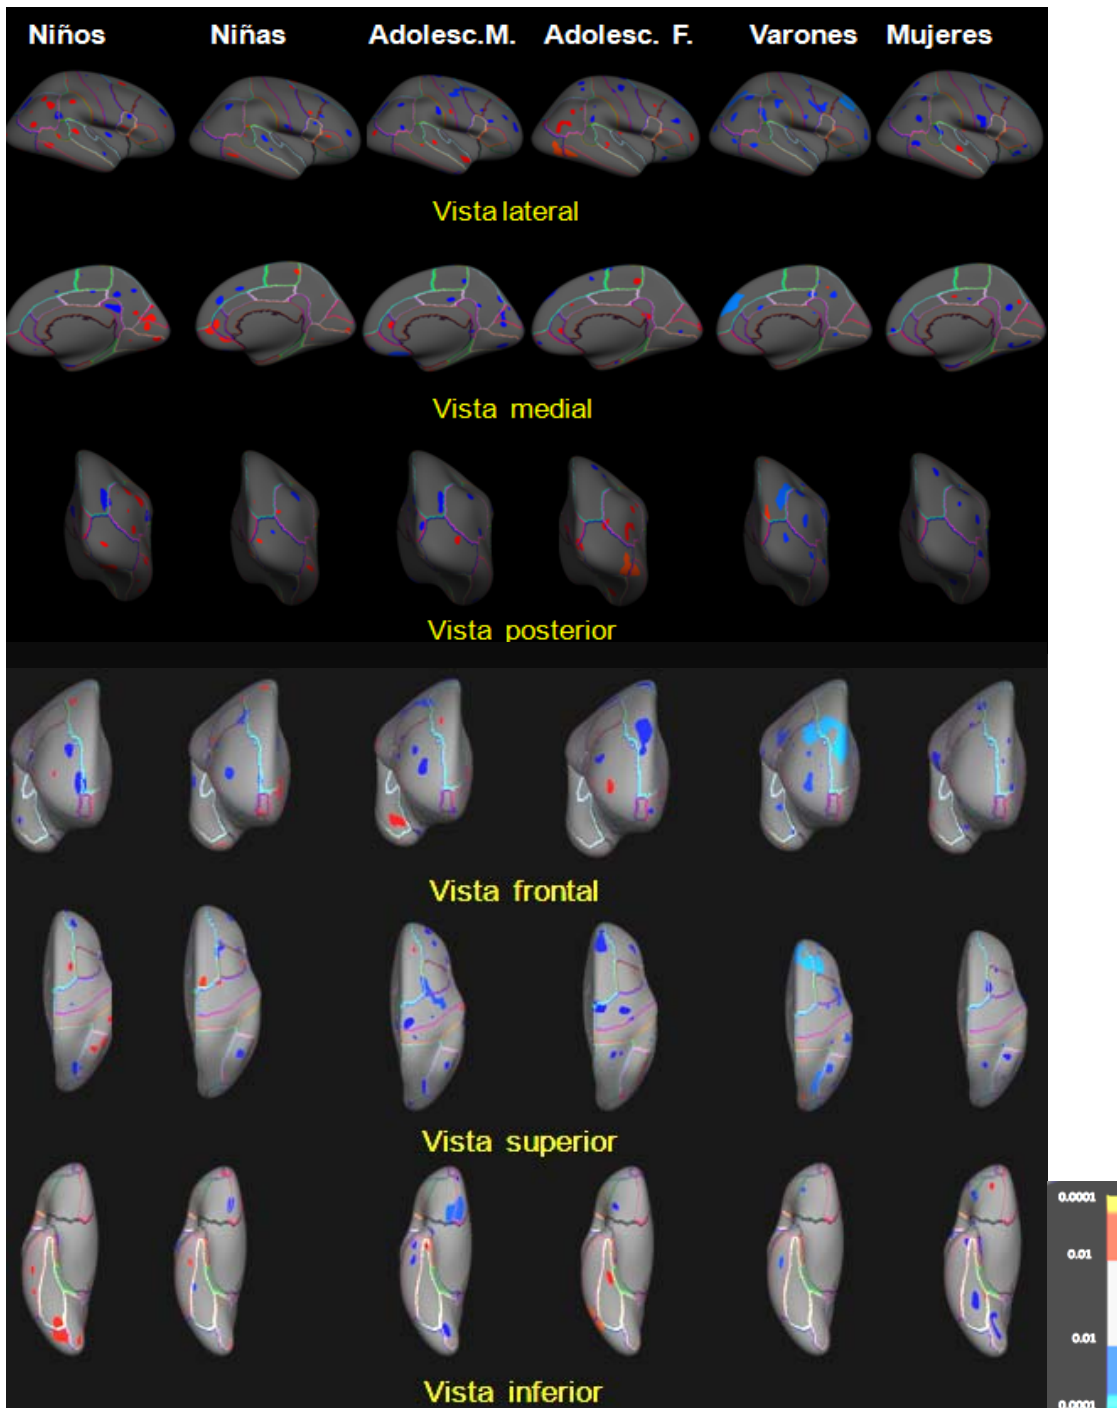 Niños Niñas Adolesc.M. Adolesc. F. Varones Mujeres
Vista lateral
Vista medial
Vista posterior
Vista frontal
Vista superior
Vista inferior
0.0001
0.01
0.01
0.0001